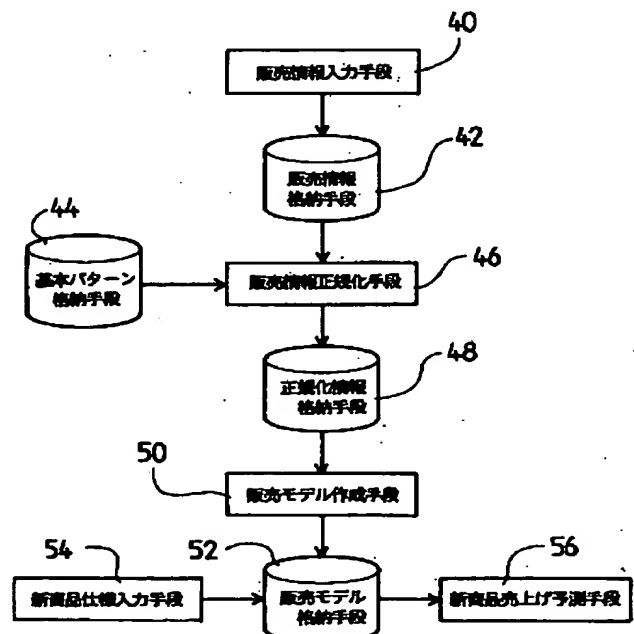 40
販売情報入力手段
42
販売情報
格納手段
44
基本パターン
格納手段
46
販売情報正規化手段
48
正規化情報
格納手段
50
販売モデル作成手段
54
新商品仕様入力手段
52
販売モデル
格納手段
56
新商品売上げ予測手段